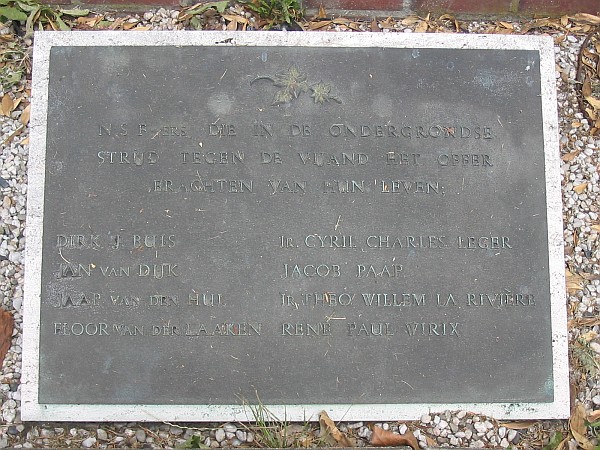 N.S.F.ERS DIE IN DE ONDERGRONDSE
STRIJD TEGEN DE VIJAND HET OFFER
BRACHTEN VAN HUN LEVEN:
DIRK J. BUIS
JAN VAN DIJK
JAAP VAN DEN HUL
FLOOR VAN DER LAAKEN
Ir. CYRIL CHARLES LEGER
JACOB PAAP
Ir. THEO WILLEM LA RIVIÈRE
RENÉ PAUL WIRIX